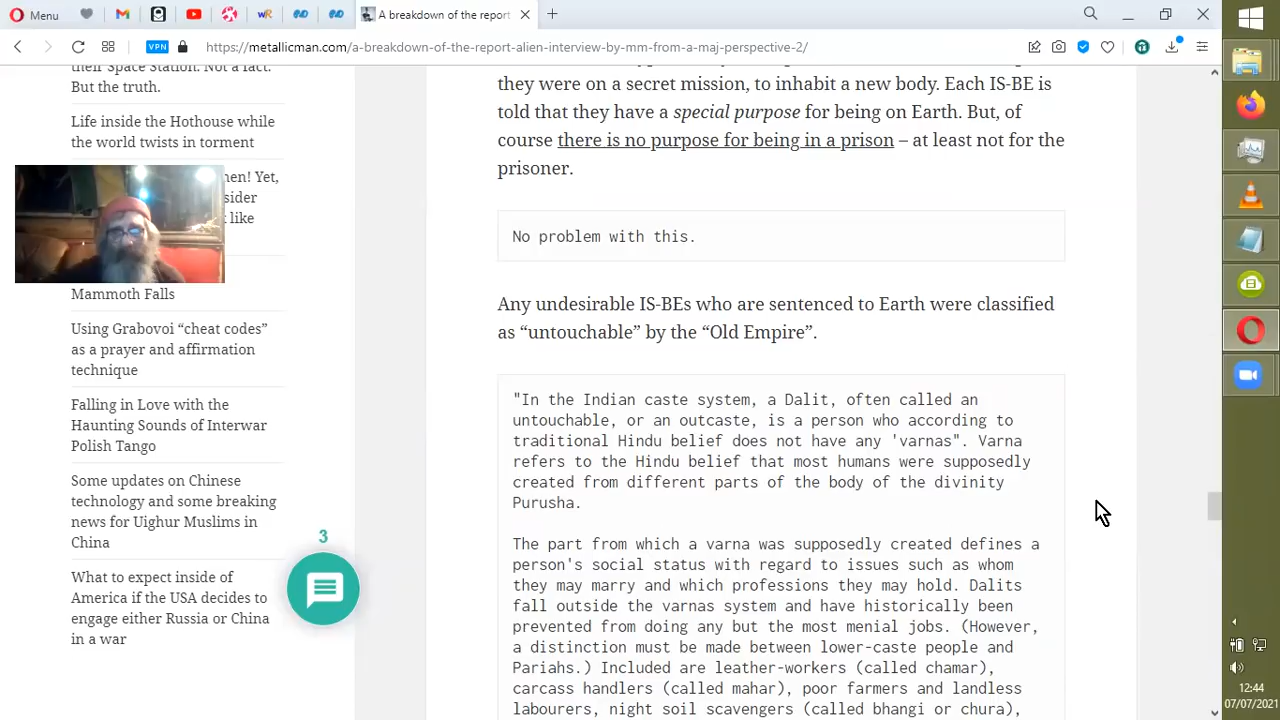 Menu
A breakdown of the report
VPN
https://metallicman.com/a-breakdown-of-the-report-alien-interview-by-mm-from-a-maj-perspective-2/
their Space Station. Not a fact.
But the truth.
Life inside the Hothouse while
the world twists in torment
nen! Yet,
sider
like
Mammoth Falls
Using Grabovoi “cheat codes”
as a prayer and affirmation
technique
Falling in Love with the
Haunting Sounds of Interwar
Polish Tango
Some updates on Chinese
technology and some breaking
news for Uighur Muslims in
China
What to expect inside of
America if the USA decides to
engage either Russia or China
in a war
3
they were on a secret mission, to inhabit a new body. Each IS-BE is
told that they have a special purpose for being on Earth. But, of
course there is no purpose for being in a prison – at least not for the
prisoner.
No problem with this.
Any undesirable IS-BEs who are sentenced to Earth were classified
as “untouchable” by the “Old Empire”.
"In the Indian caste system, a Dalit, often called an
untouchable, or an outcaste, is a person who according to
traditional Hindu belief does not have any 'varnas". Varna
refers to the Hindu belief that most humans were supposedly
created from different parts of the body of the divinity
Purusha.
The part from which a varna was supposedly created defines a
person's social status with regard to issues such as whom
they may marry and which professions they may hold. Dalits
fall outside the varnas system and have historically been
prevented from doing any but the most menial jobs. (However,
a distinction must be made between lower-caste people and
Pariahs.) Included are leather-workers (called chamar),
carcass handlers (called mahar), poor farmers and landless
labourers, night soil scavengers (called bhangi or chura),
12:44
07/07/2021